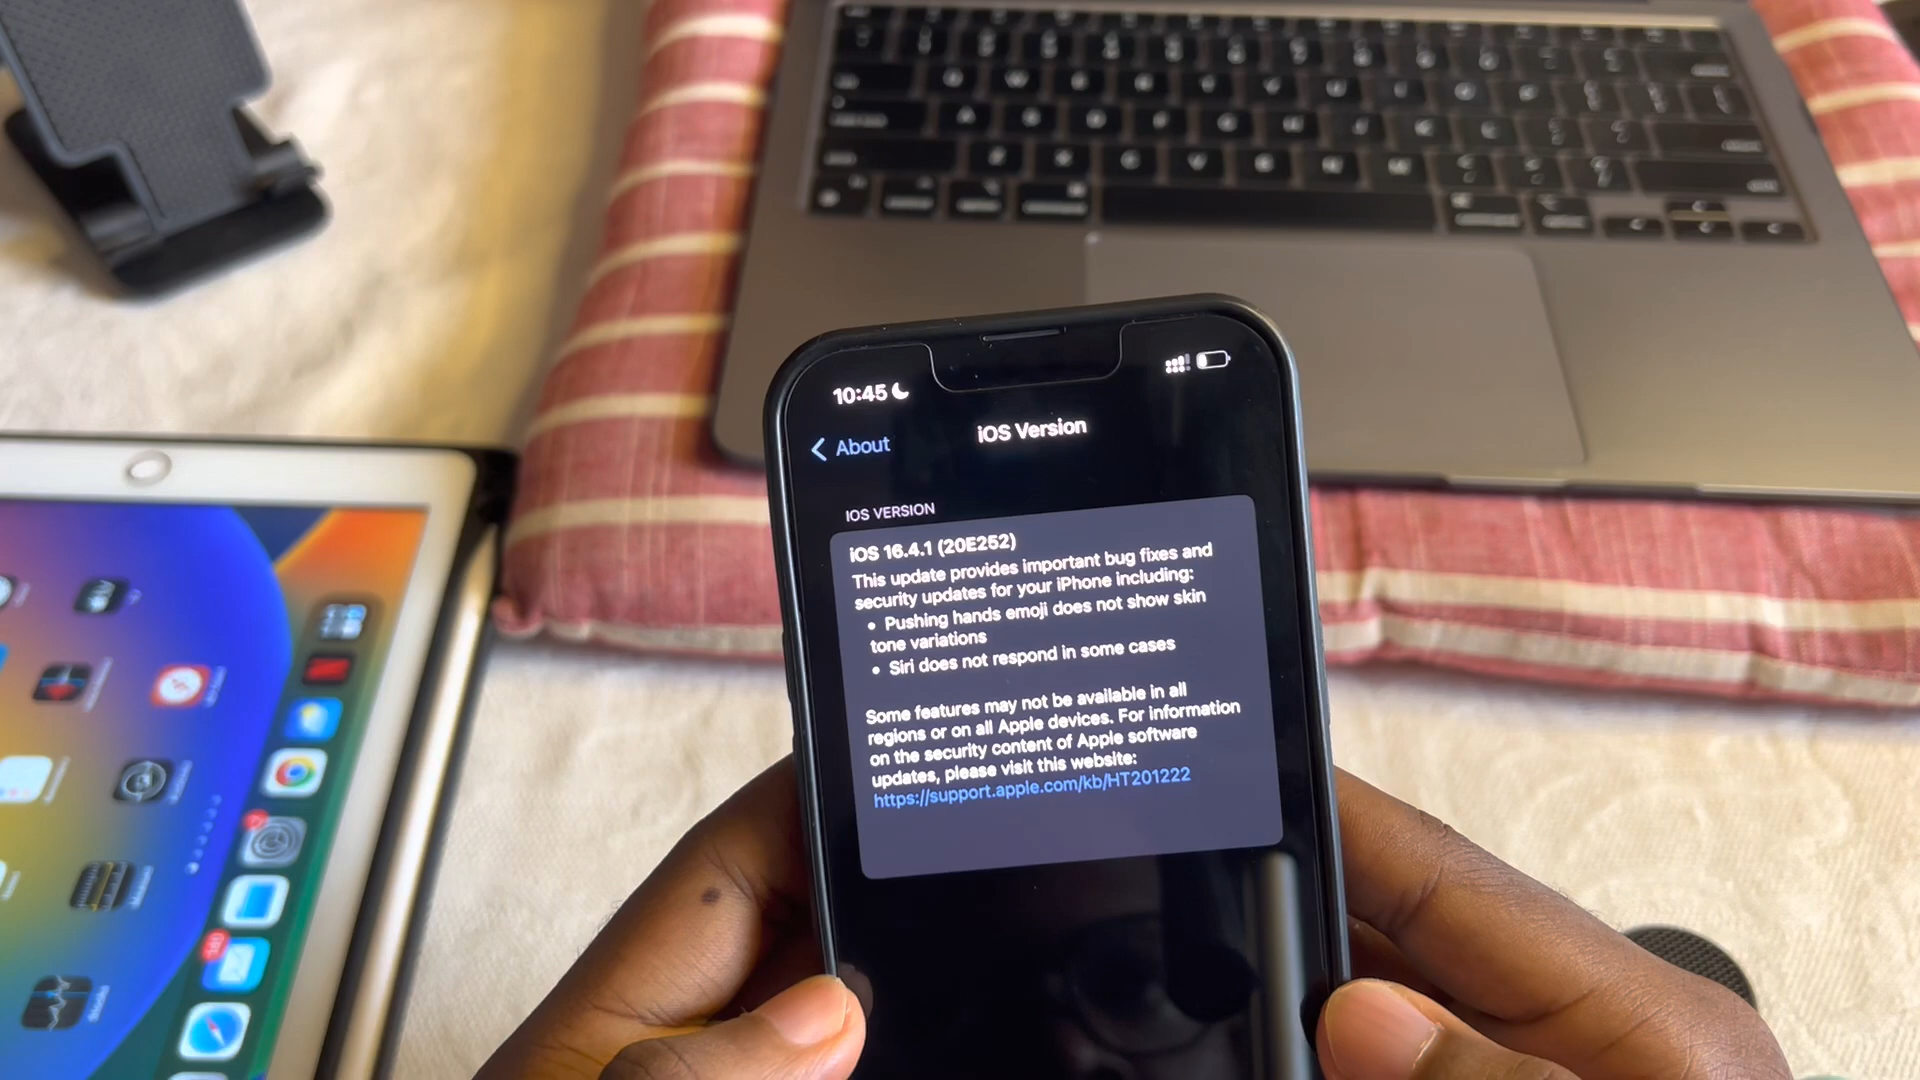 10:45
About
iOS Version
IOS VERSION
iOS 16.4.1 (20E252)
This update provides important bug fixes and
security updates for your iPhone including:
• Pushing hands emoji does not show skin
tone variations
• Siri does not respond in some cases
Some features may not be available in all
regions or on all Apple devices. For information
on the security content of Apple software
updates, please visit this website:
https://support.apple.com/kb/HT201222